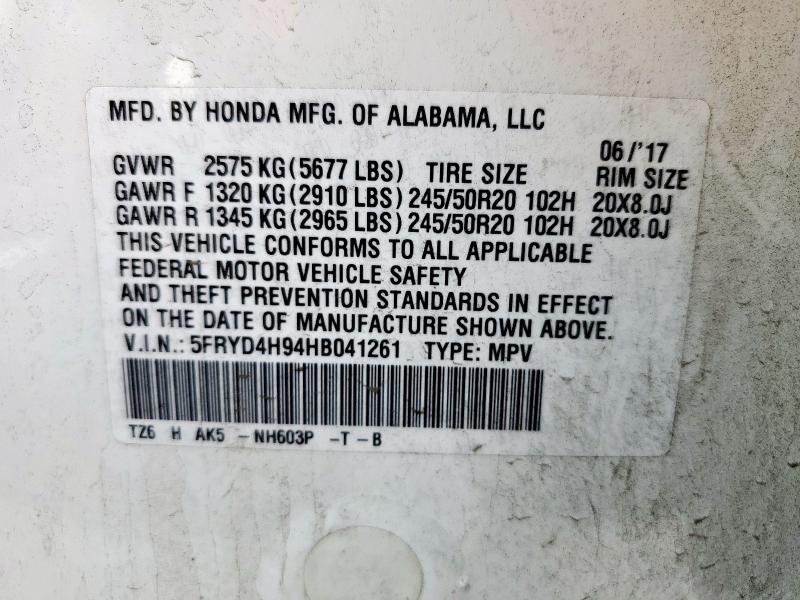 MFD. BY HONDA MFG. OF ALABAMA, LLC
06/'17
GVWR 2575 KG (5677 LBS) TIRE SIZE RIM SIZE
GAWR F 1320 KG (2910 LBS) 245/50R20 102H 20X8.0J
GAWR R 1345 KG (2965 LBS) 245/50R20 102H 20X8.0J
THIS VEHICLE CONFORMS TO ALL APPLICABLE
FEDERAL MOTOR VEHICLE SAFETY
AND THEFT PREVENTION STANDARDS IN EFFECT
ON THE DATE OF MANUFACTURE SHOWN ABOVE.
V.I.N.: 5FRYD4H94HB041261 TYPE: MPV
TZ6 H AK5 -NH603P -T -B